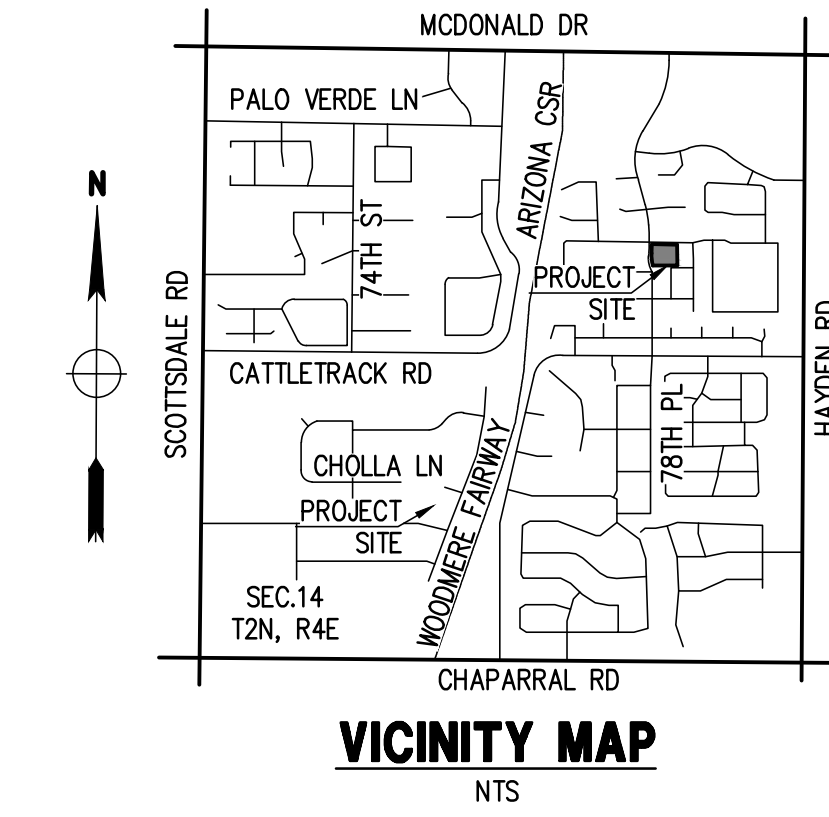 MCDONALD DR
PALO VERDE LN
ARIZONA CSR
N
74TH ST
PROJECT
SITE
SCOTTSDALE RD
HAYDEN RD
CATTLETRACK RD
78TH PL
CHOLLA LN
WOODMERE FAIRWAY
PROJECT
SITE
SEC.14
T2N, R4E
CHAPARRAL RD
VICINITY MAP
NTS